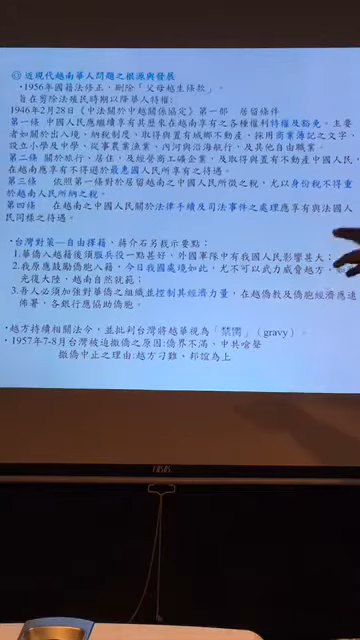 ◎ 近現代越南華人問題之根源與發展
・1956年國籍法修正，刪除「父母越生條款」，
旨在剪除法殖民時期以降華人特權：
1946年2月28日《中法關於中越關係協定》第一部 居留條件
第一條 中國人民應繼續享有其歷來在越南享有之各種權利特權及豁免，主要
者如關於出入境，納稅制度、取得與置有城鄉不動產，採用商業簿記之文字，
設立小學及中學，從事農業漁業，內河與沿海航行，及其他自由職業。
第二條 關於旅行，居住，及經營商工礦企業，及取得與置有不動產中國人民，
在越南應享有不得遜於最惠國人民所享有之待遇。
第三條 依照第一條對於居留越南之中國人民所徵之稅，尤以身份稅不得重
於越南人民所納之稅。
第四條 在越南之中國人民關於法律手續及司法事件之處理應享有與法國人
民同樣之待遇。
・台灣對策—自由擇籍，蔣介石另裁示要點：
1.華僑入越籍後須服兵役一點甚好，外國軍隊中有我國人民影響甚大；
2.我原應鼓勵僑胞入籍，今日我國處境如此，尤不可以武力威脅越方，
光復大陸，越南自然就範；
3.吾人必須加強對華僑之組織並控制其經濟力量，在越僑教及僑胞經濟應速
佈署，各銀行應協助僑胞。
・越方持續相關法令，並批判台灣將越華視為「禁臠」（gravy）。
・1957年7-8月台灣被迫撤僑之原因：僑界不滿、中共嗆聲
撤僑中止之理由：越方刁難、邦誼為上